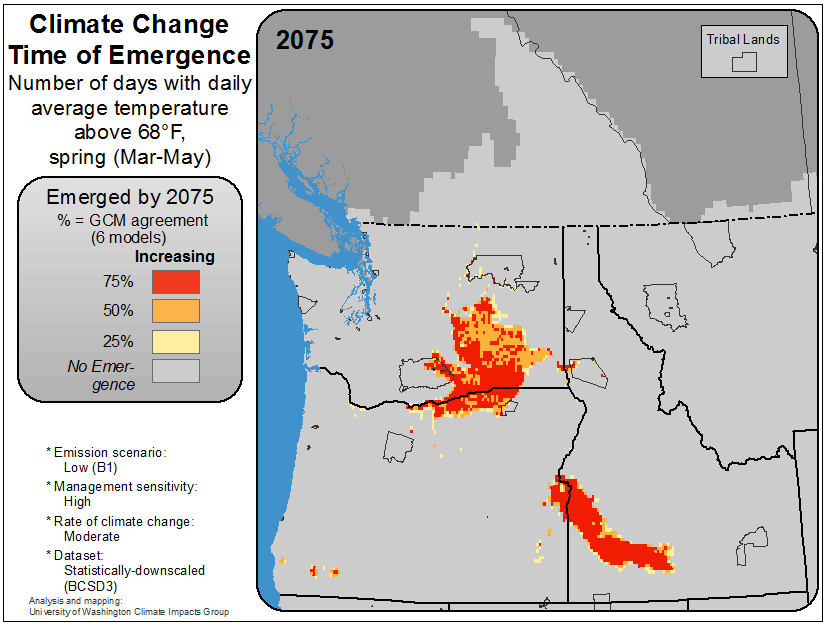 Climate Change
Time of Emergence
Number of days with daily
average temperature
above 68°F,
spring (Mar-May)
Emerged by 2075
% = GCM agreement
(6 models)
Increasing
75%
50%
25%
No Emer-
gence
* Emission scenario:
Low (B1)
* Management sensitivity:
High
* Rate of climate change:
Moderate
* Dataset:
Statistically-downscaled
(BCSD3)
Analysis and mapping:
University of Washington Climate Impacts Group
2075
Tribal Lands